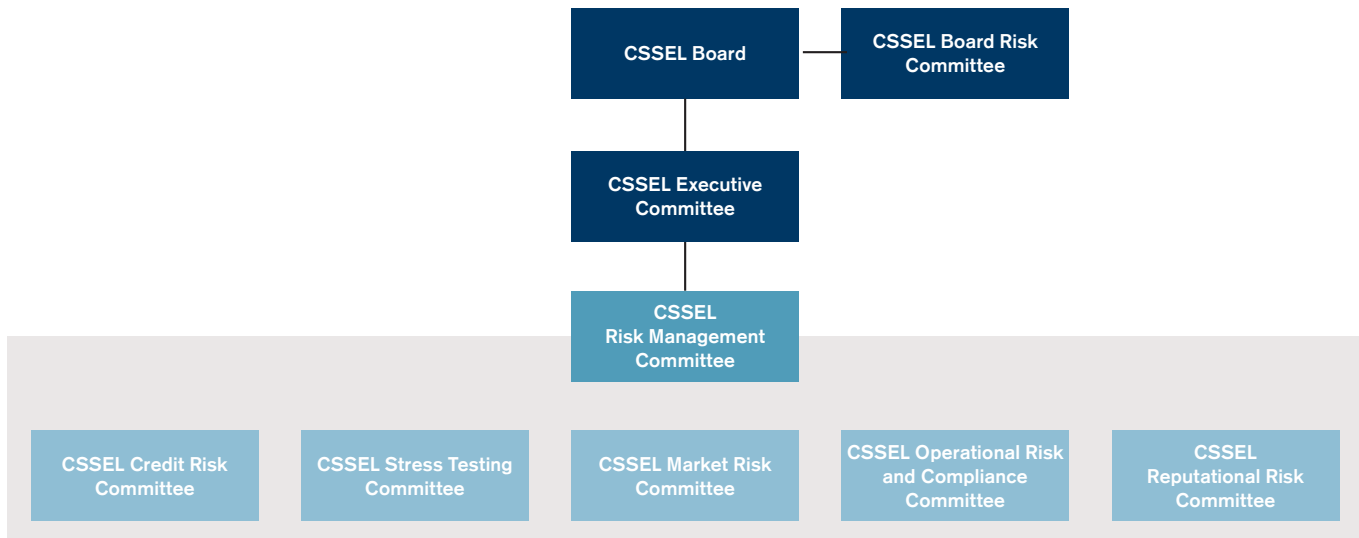 CSSEL Board
CSSEL Board Risk
Committee
CSSEL Executive
Committee
CSSEL
Risk Management
Committee
CSSEL Credit Risk
Committee
CSSEL Stress Testing
Committee
CSSEL Market Risk
Committee
CSSEL Operational Risk
and Compliance
Committee
CSSEL
Reputational Risk
Committee